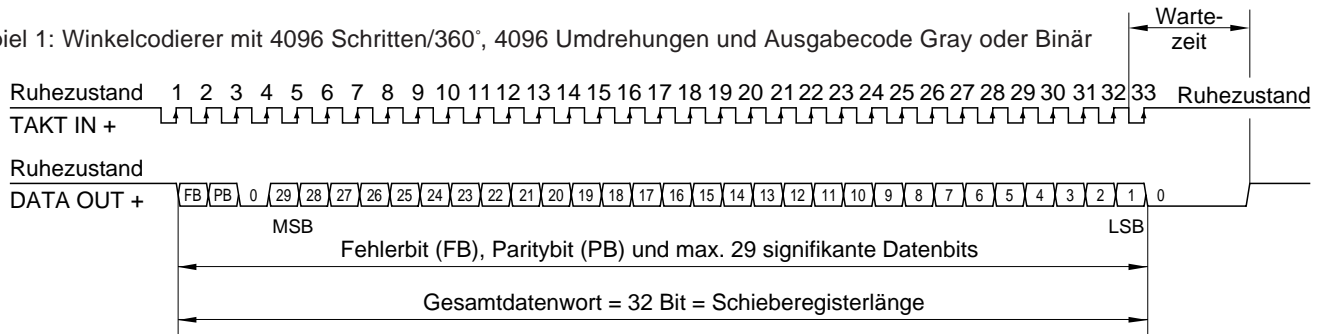 Warte-
piel 1: Winkelcodierer mit 4096 Schritten/360°, 4096 Umdrehungen und Ausgabecode Gray oder Binär
zeit
Ruhezustand 1 2 3 4 5 6 7 8 9 10 11 12 13 14 15 16 17 18 19 20 21 22 23 24 25 26 27 28 29 30 31 32 33 Ruhezustand
TAKT IN +
Ruhezustand
DATA OUT + FB PB 0 29 28 27 26 25 24 23 22 21 20 19 18 17 16 15 14 13 12 11 10 9 8 7 6 5 4 3 2 1 0
MSB LSB
Fehlerbit (FB), Paritybit (PB) und max. 29 signifikante Datenbits
Gesamtdatenwort = 32 Bit = Schieberegisterlänge